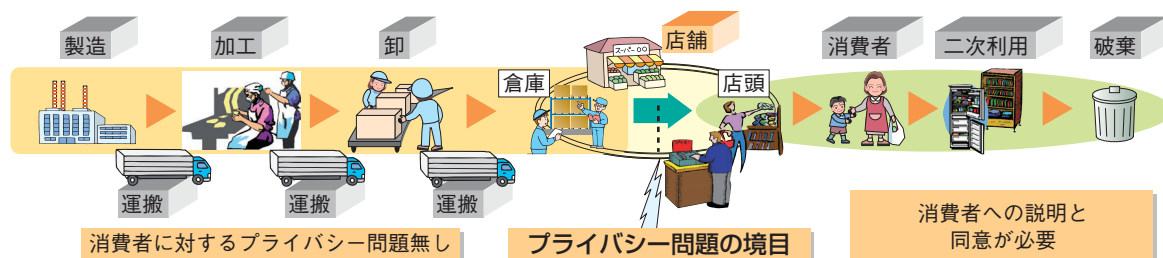 製造
加工
卸
店舗
消費者
二次利用
破棄
スーパー○○
倉庫
店頭
運搬
運搬
運搬
消費者に対するプライバシー問題無し
プライバシー問題の境目
消費者への説明と
同意が必要